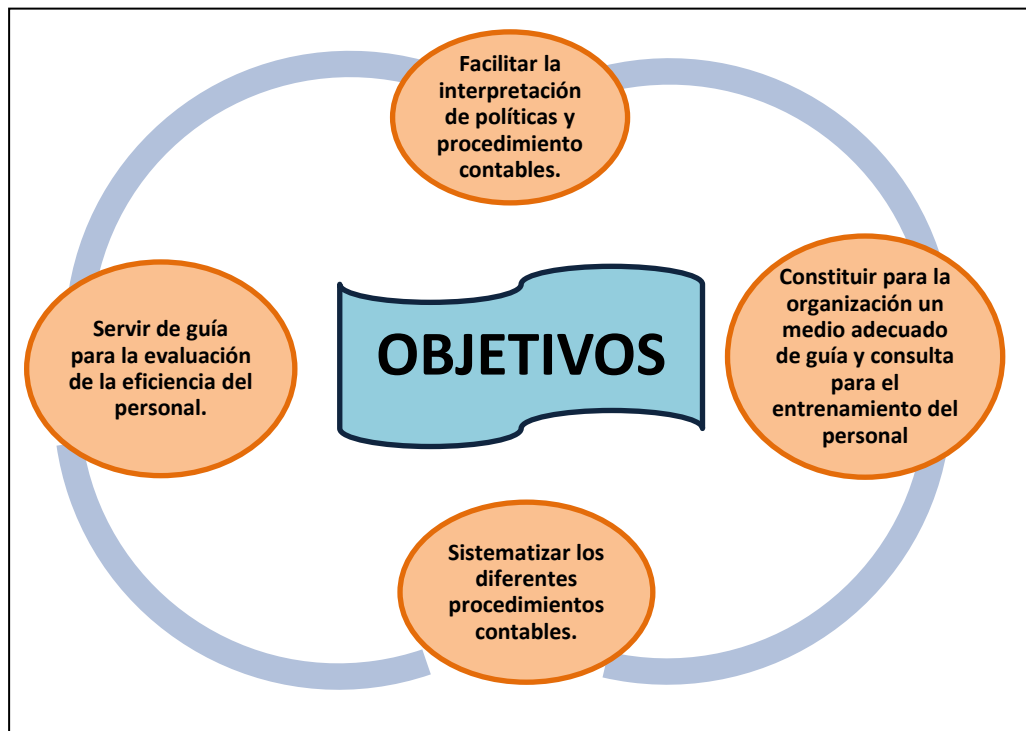 Facilitar la
interpretación
de políticas y
procedimiento
contables.
Constituir para la
organización un
medio adecuado
de guía y consulta
para el
entrenamiento del
personal
Servir de guía
para la evaluación
de la eficiencia del
personal.
OBJETIVOS
Sistematizar los
diferentes
procedimientos
contables.